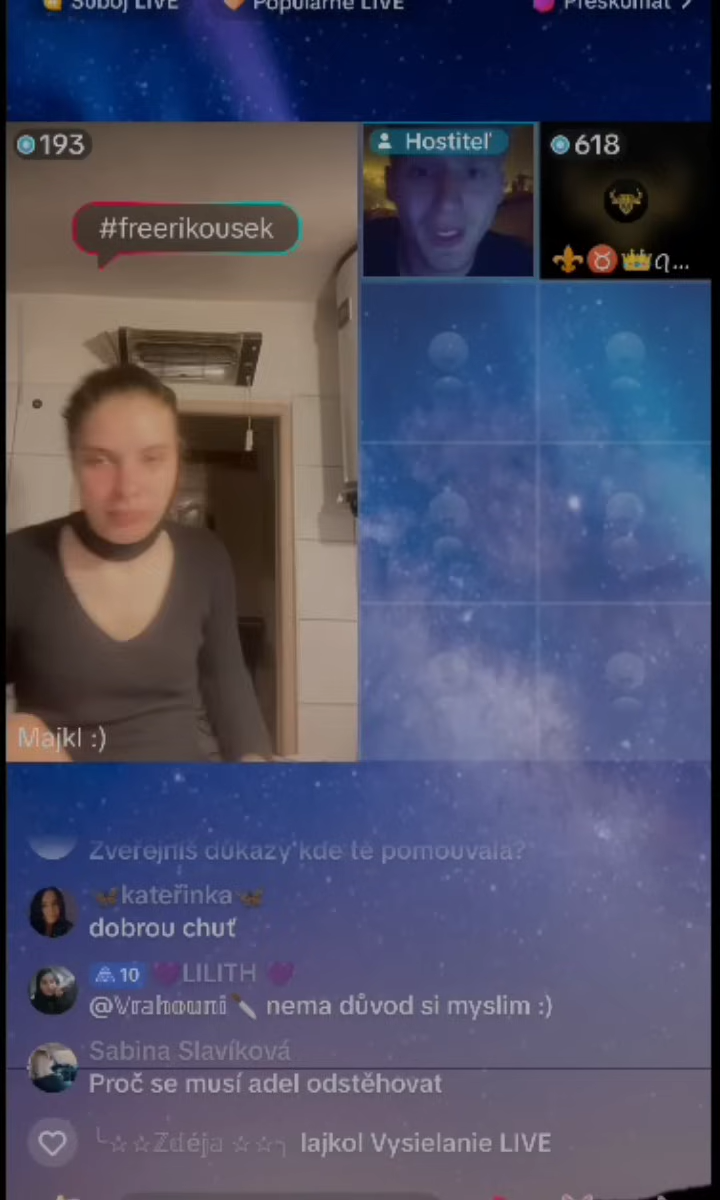 Súboj LIVE Populárne LIVE Preskúmať >
193
Hostiteľ
618
#freerikousek
Majkl :)
Zveřejníš důkazy kde tě pomouvala?
kateřinka
dobrou chuť
10 LILITH
@Vrahouni nema důvod si myslim :)
Sabina Slavíková
Proč se musí adel odstěhovat
Zdéja lajkol Vysielanie LIVE